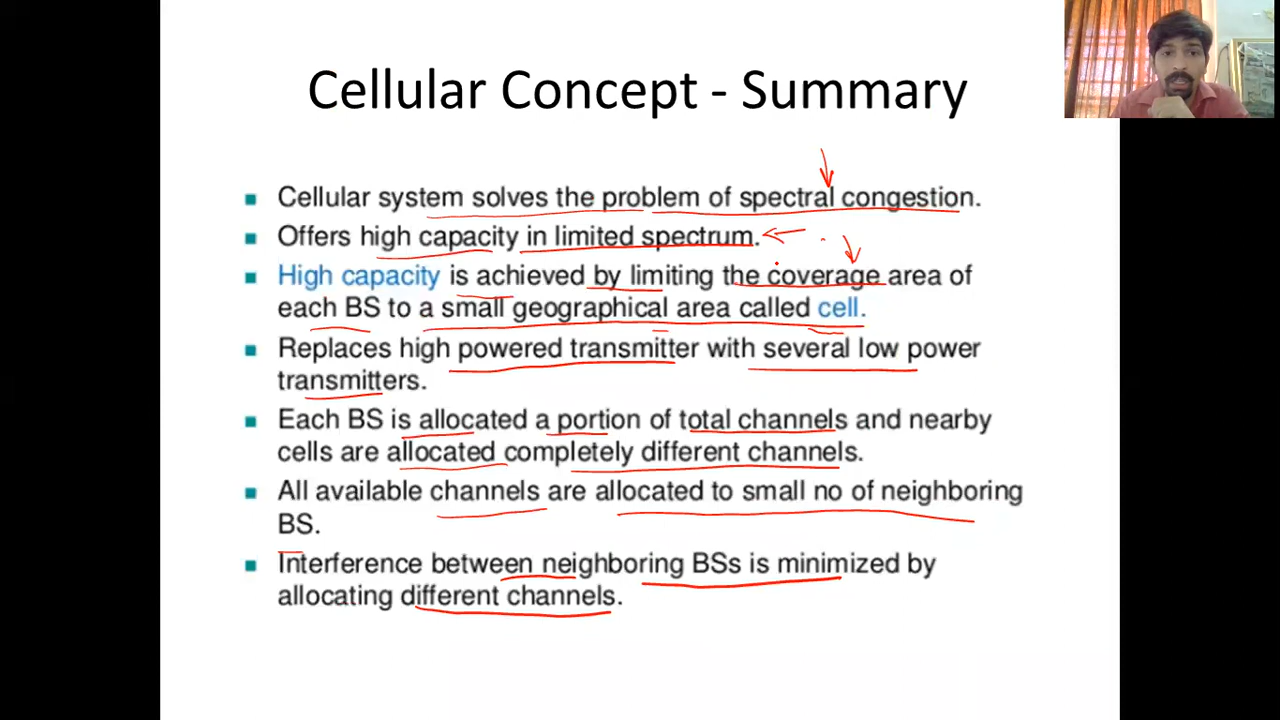 Cellular Concept - Summary
Cellular system solves the problem of spectral congestion.
Offers high capacity in limited spectrum.
High capacity is achieved by limiting the coverage area of
each BS to a small geographical area called cell.
Replaces high powered transmitter with several low power
transmitters.
Each BS is allocated a portion of total channels and nearby
cells are allocated completely different channels.
All available channels are allocated to small no of neighboring
BS.
Interference between neighboring BSs is minimized by
allocating different channels.